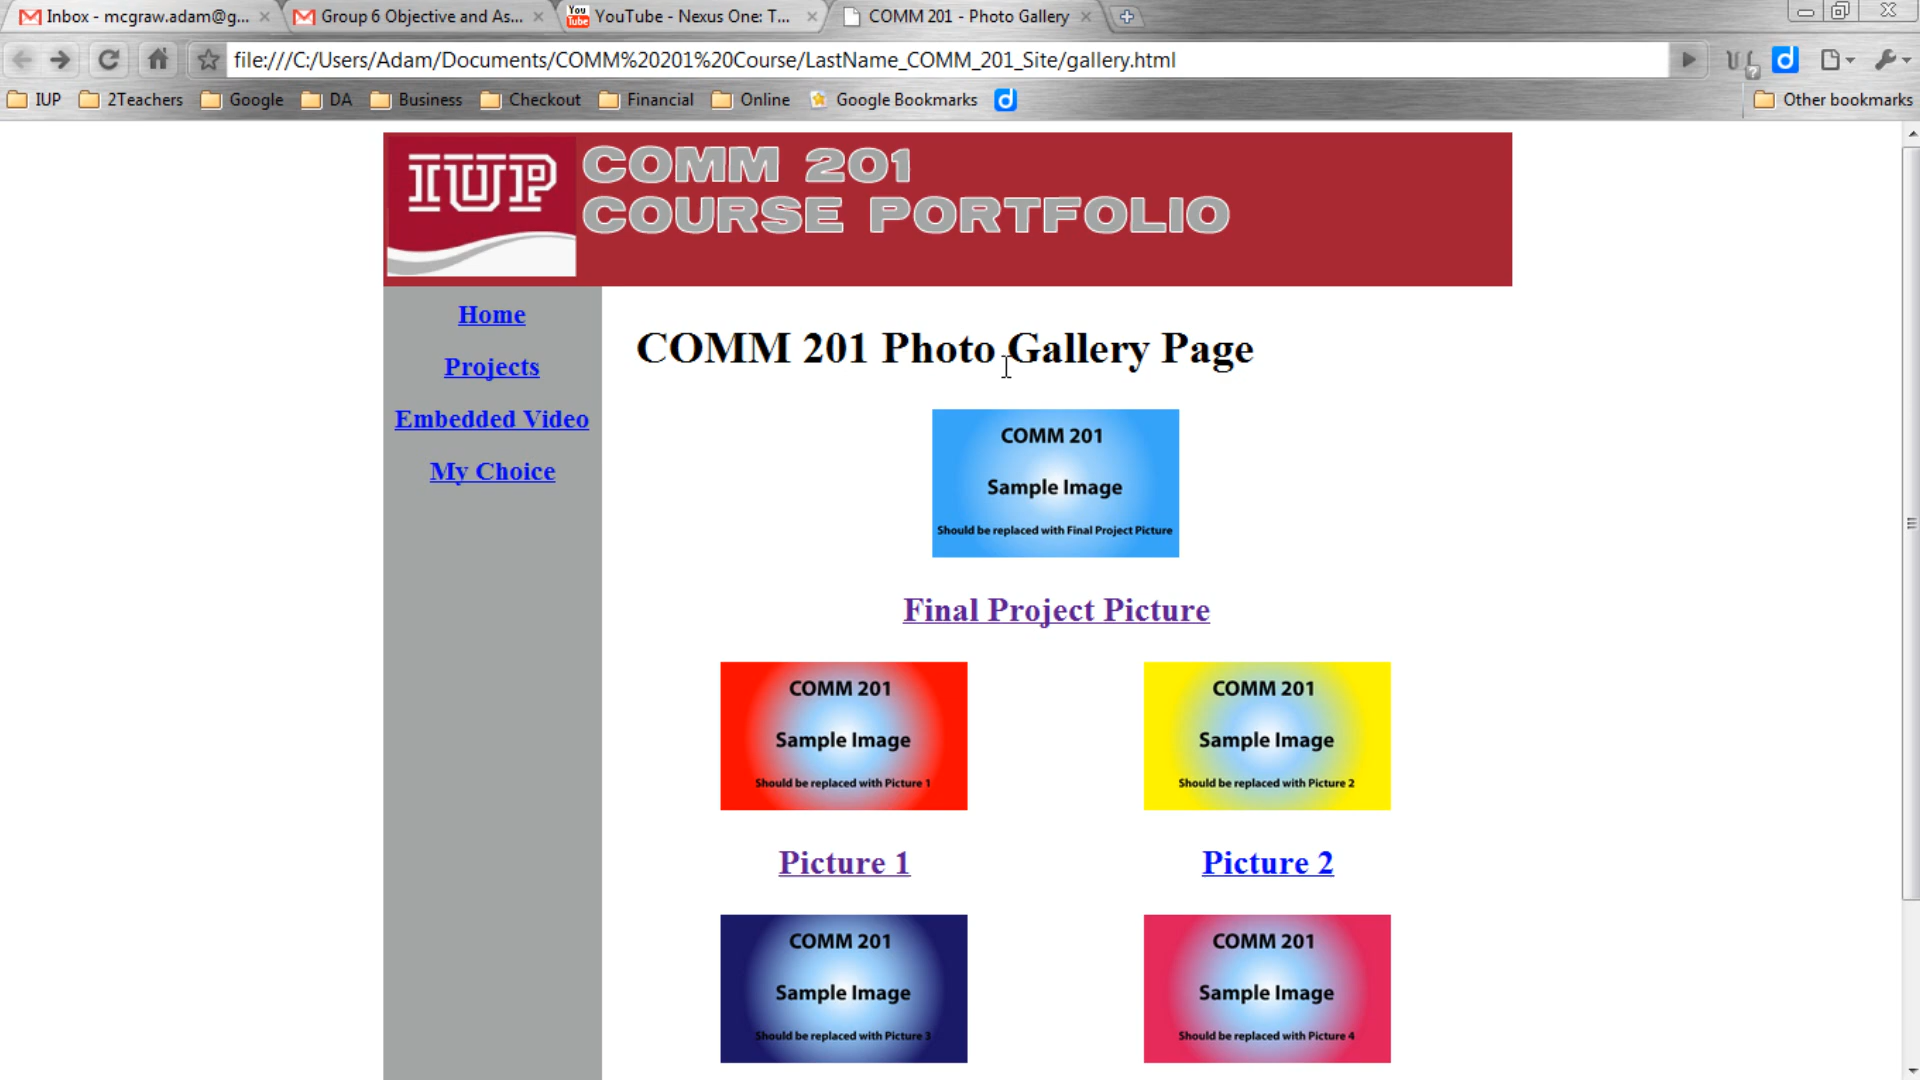 Inbox - mcgraw.adam@g...
Group 6 Objective and As...
You Tube
YouTube - Nexus One: T...
COMM 201 - Photo Gallery
file:///C:/Users/Adam/Documents/COMM%20201%20Course/LastName_COMM_201_Site/gallery.html
IUP
2Teachers
Google
DA
Business
Checkout
Financial
Online
Google Bookmarks
d
Other bookmarks
IUP
COMM 201
COURSE PORTFOLIO
Home
Projects
Embedded Video
My Choice
COMM 201 Photo Gallery Page
COMM 201
Sample Image
Should be replaced with Final Project Picture
Final Project Picture
COMM 201
Sample Image
Should be replaced with Picture 1
COMM 201
Sample Image
Should be replaced with Picture 2
Picture 1
Picture 2
COMM 201
Sample Image
Should be replaced with Picture 3
COMM 201
Sample Image
Should be replaced with Picture 4